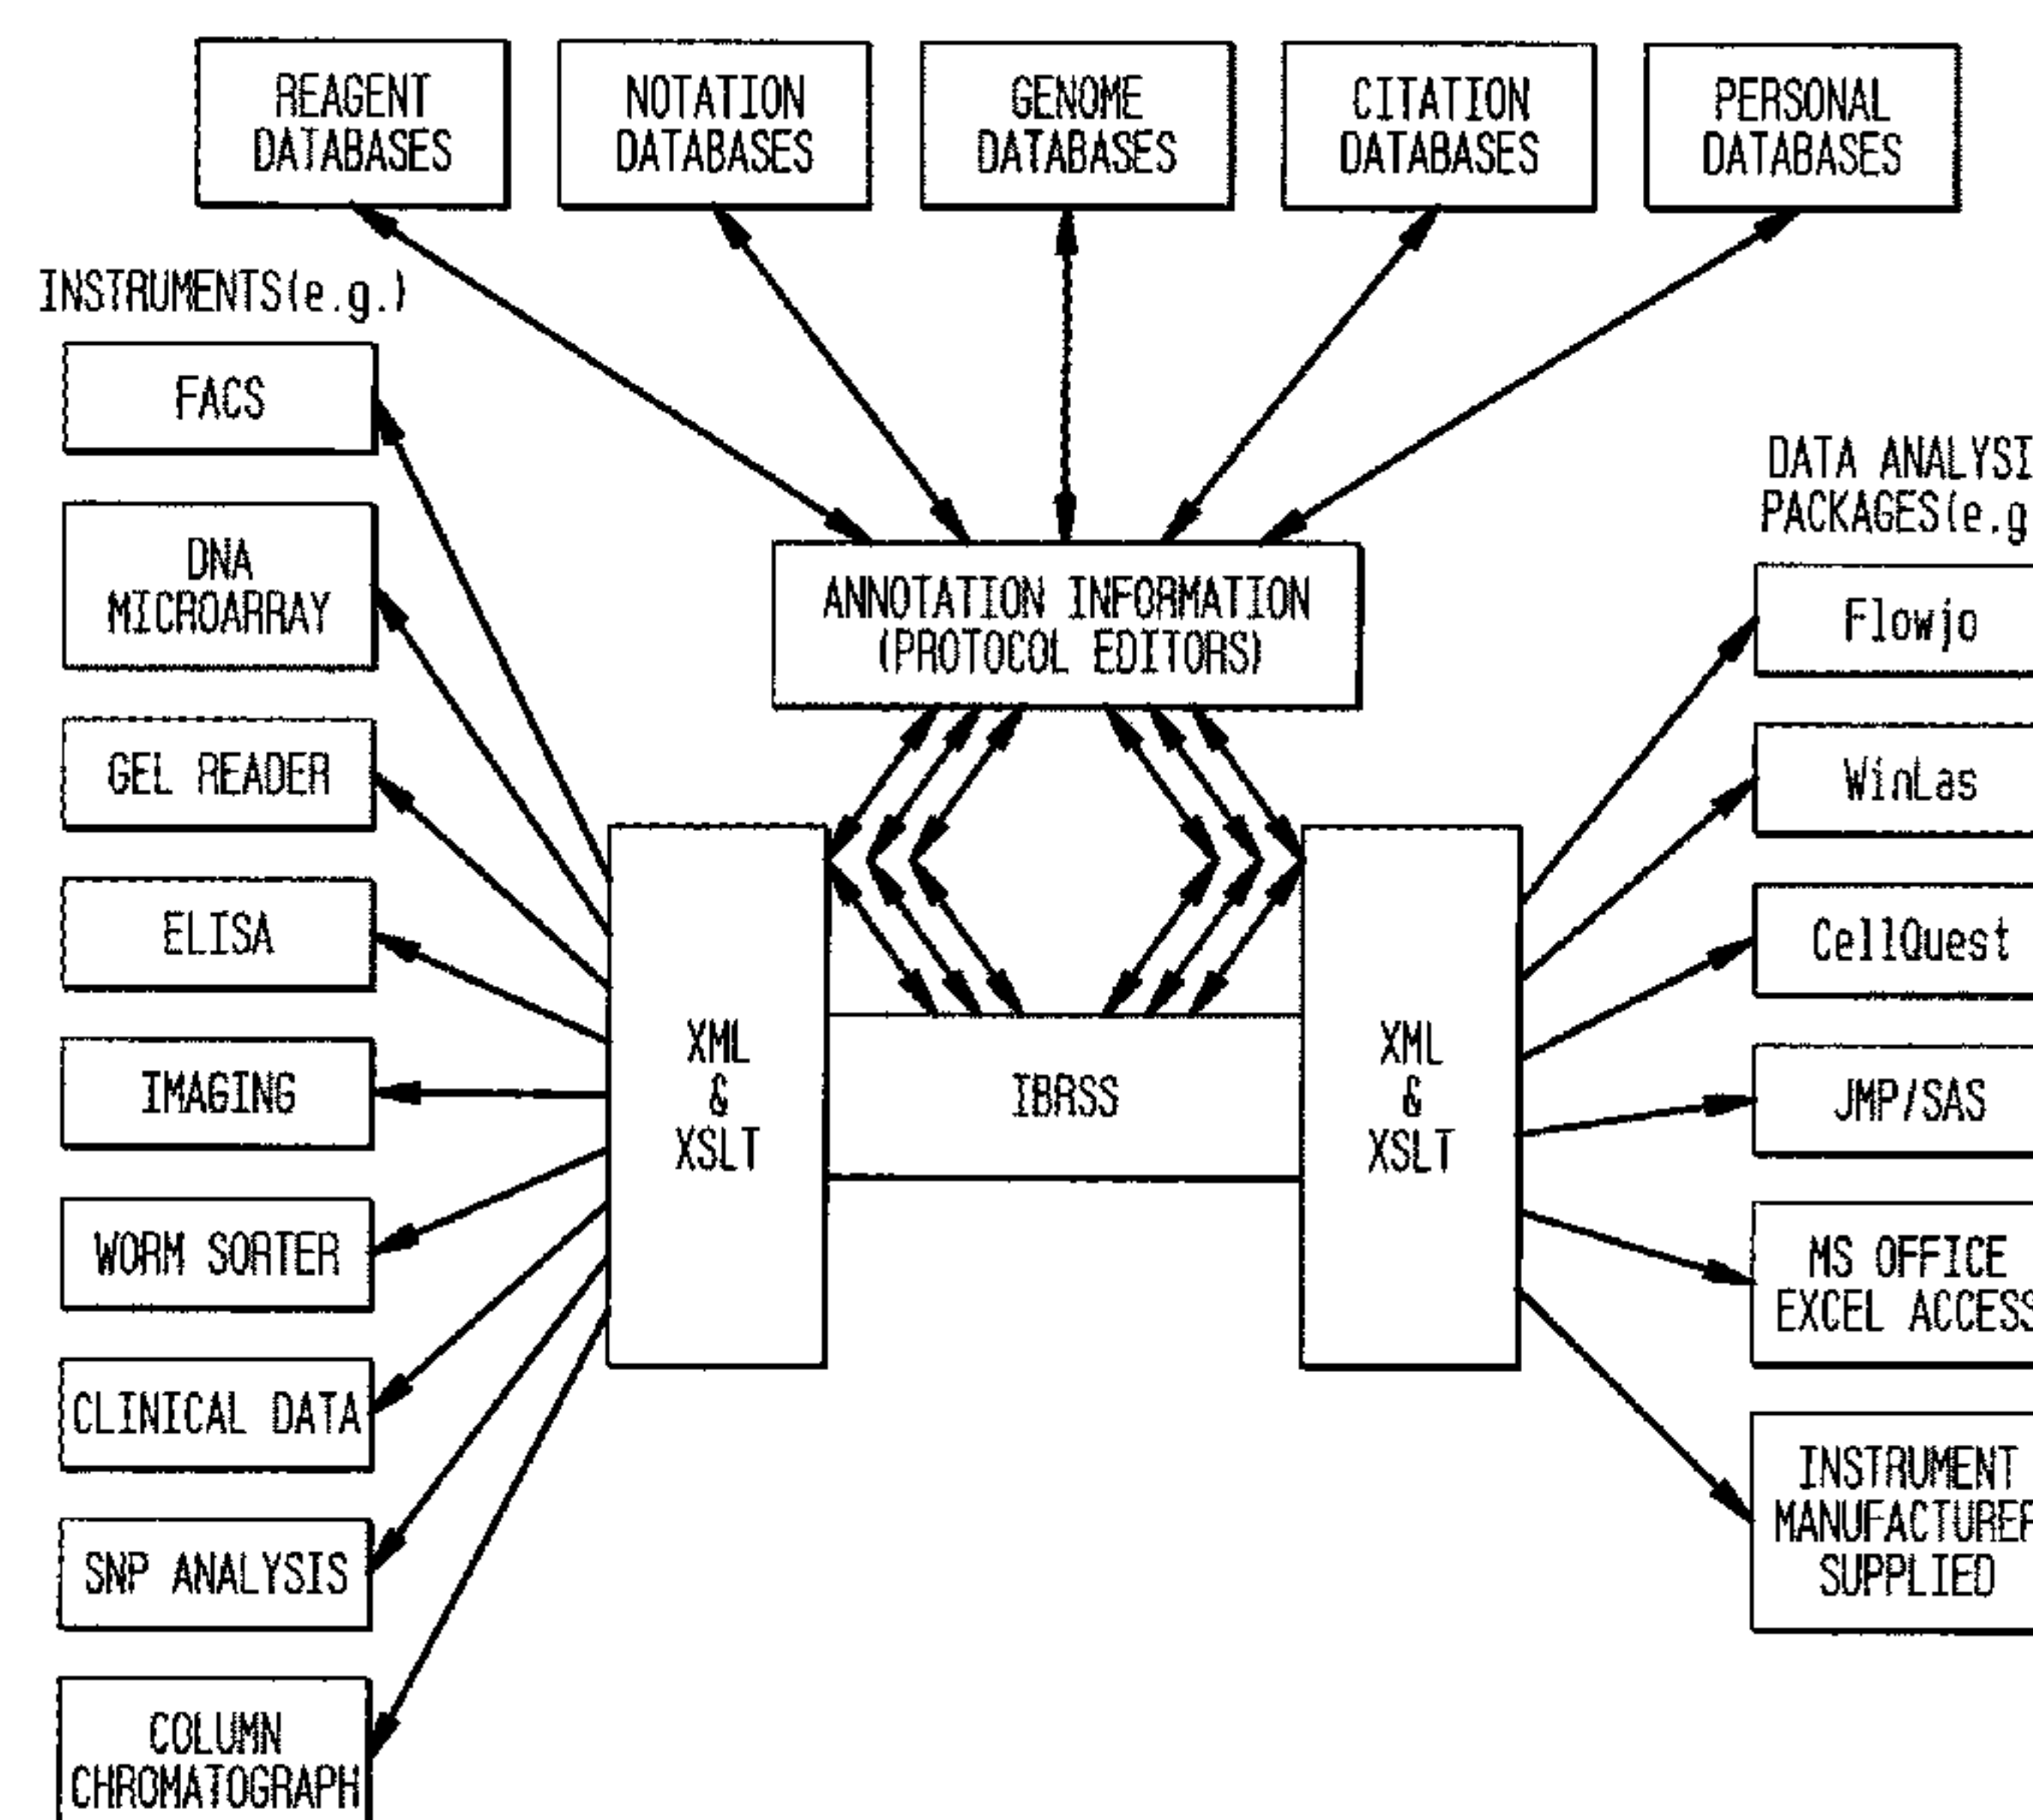 REAGENT
DATABASES
NOTATION
DATABASES
GENOME
DATABASES
CITATION
DATABASES
PERSONAL
DATABASES
INSTRUMENTS(e.g.)
FACS
DNA
MICROARRAY
GEL READER
ELISA
IMAGING
WORM SORTER
CLINICAL DATA
SNP ANALYSIS
COLUMN
CHROMATOGRAPH
ANNOTATION INFORMATION
(PROTOCOL EDITORS)
XML
&
XSLT
IBRSS
XML
&
XSLT
DATA ANALYSI
PACKAGES(e.g
Flowjo
WinLas
CellQuest
JMP/SAS
MS OFFICE
EXCEL ACCESS
INSTRUMENT
MANUFACTURER
SUPPLIED